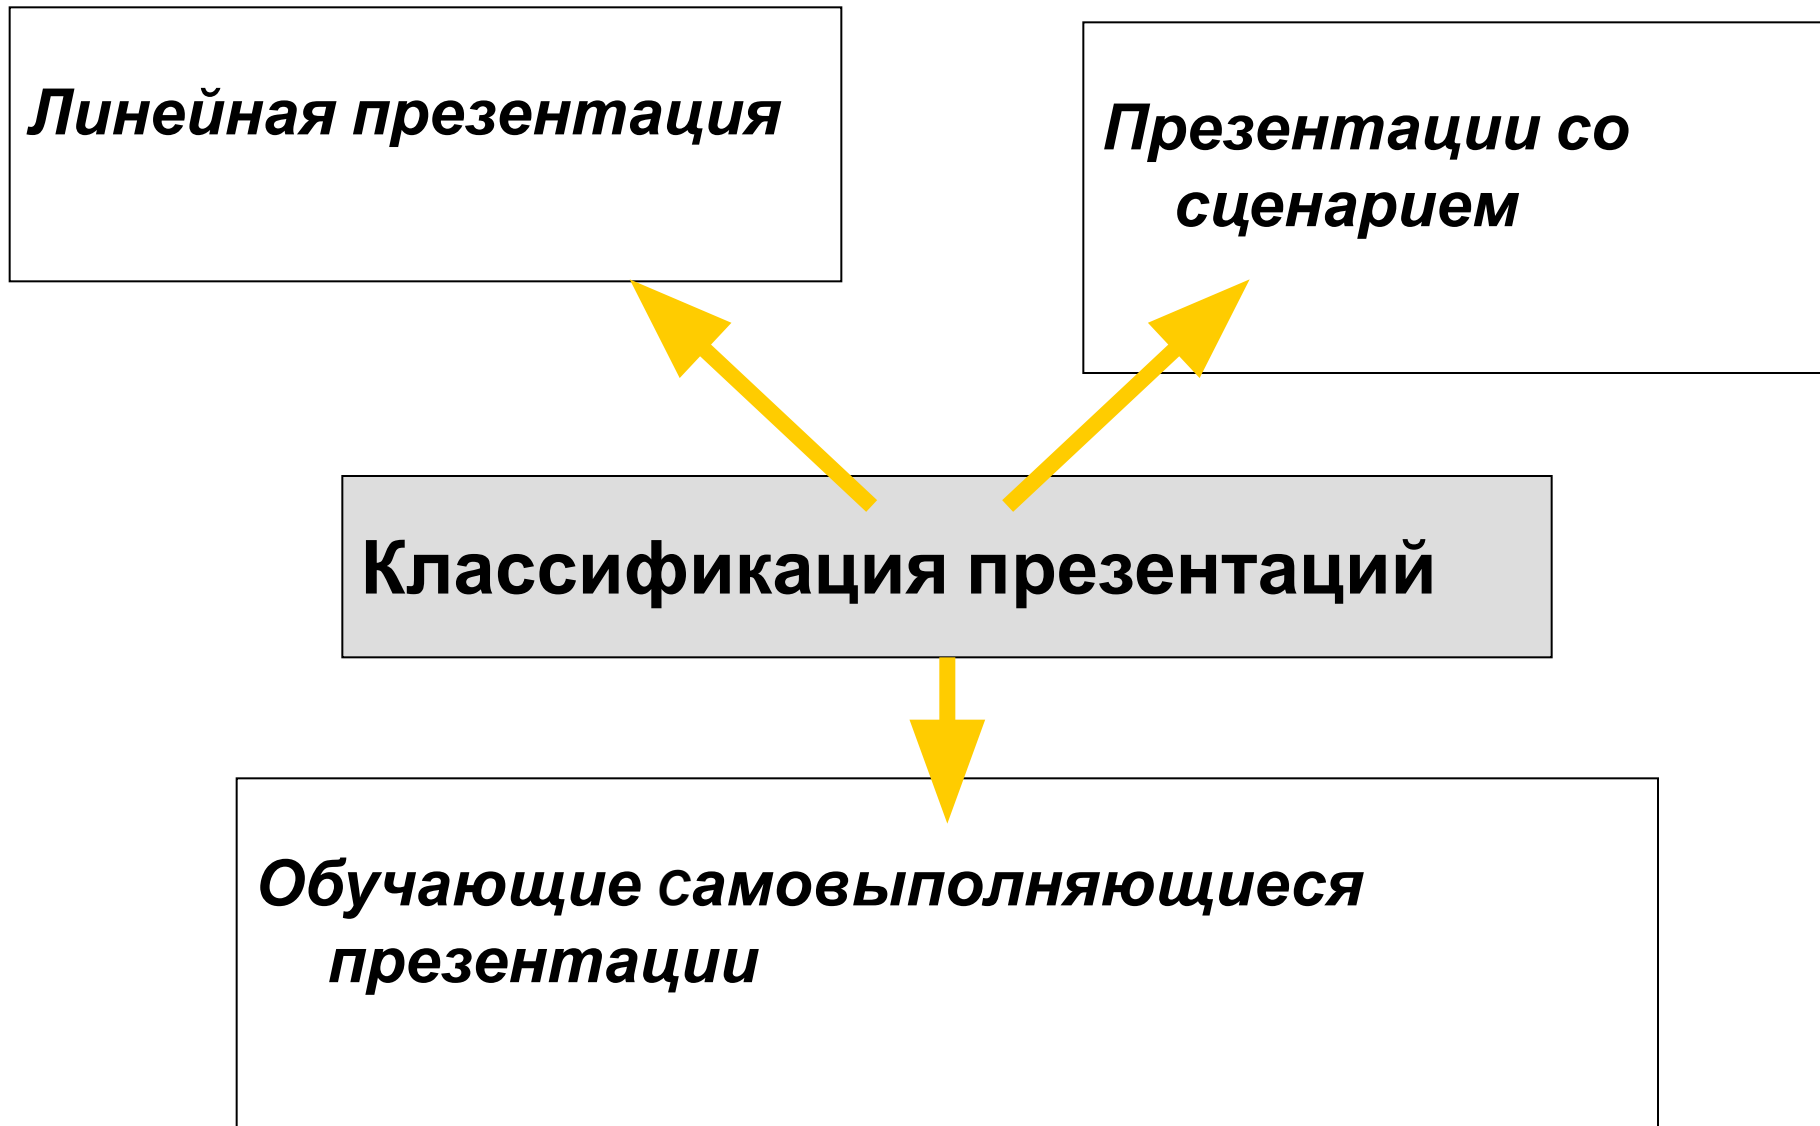 Линейная презентация
Презентации со
сценарием
Классификация презентаций
Обучающие самовыполняющиеся
презентации